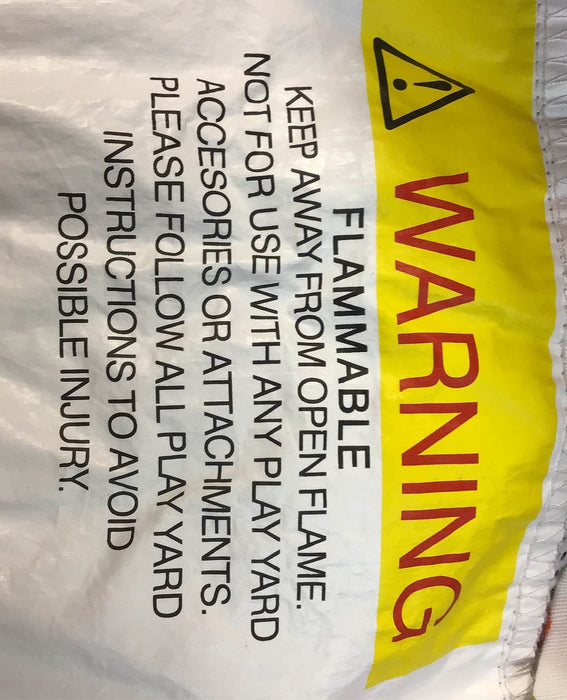 WARNING
FLAMMABLE
KEEP AWAY FROM OPEN FLAME.
NOT FOR USE WITH ANY PLAY YARD
ACCESORIES OR ATTACHMENTS.
PLEASE FOLLOW ALL PLAY YARD
INSTRUCTIONS TO AVOID
POSSIBLE INJURY.